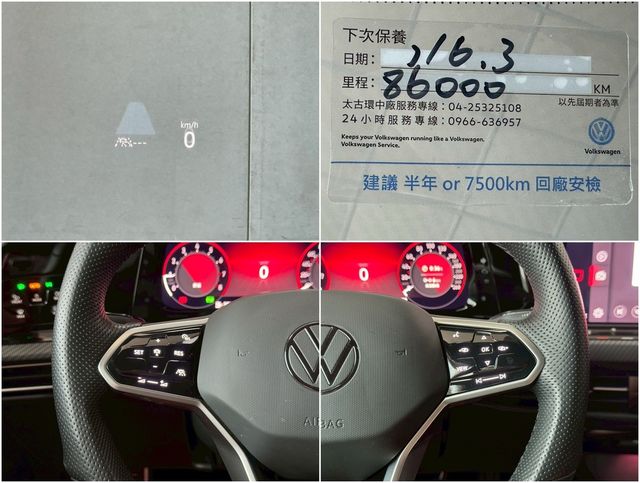 km/h
0
下次保養
日期：116.3
里程：86000 KM
太古環中廠服務專線：04-25325108
以先屆期者為準
24小時服務專線：0966-636957
Keeps your Volkswagen running like a Volkswagen.
Volkswagen Service.
Volkswagen
建議 半年 or 7500km 回廠安檢
0
0
SET
RES
AIRBAG
OK
VIEW